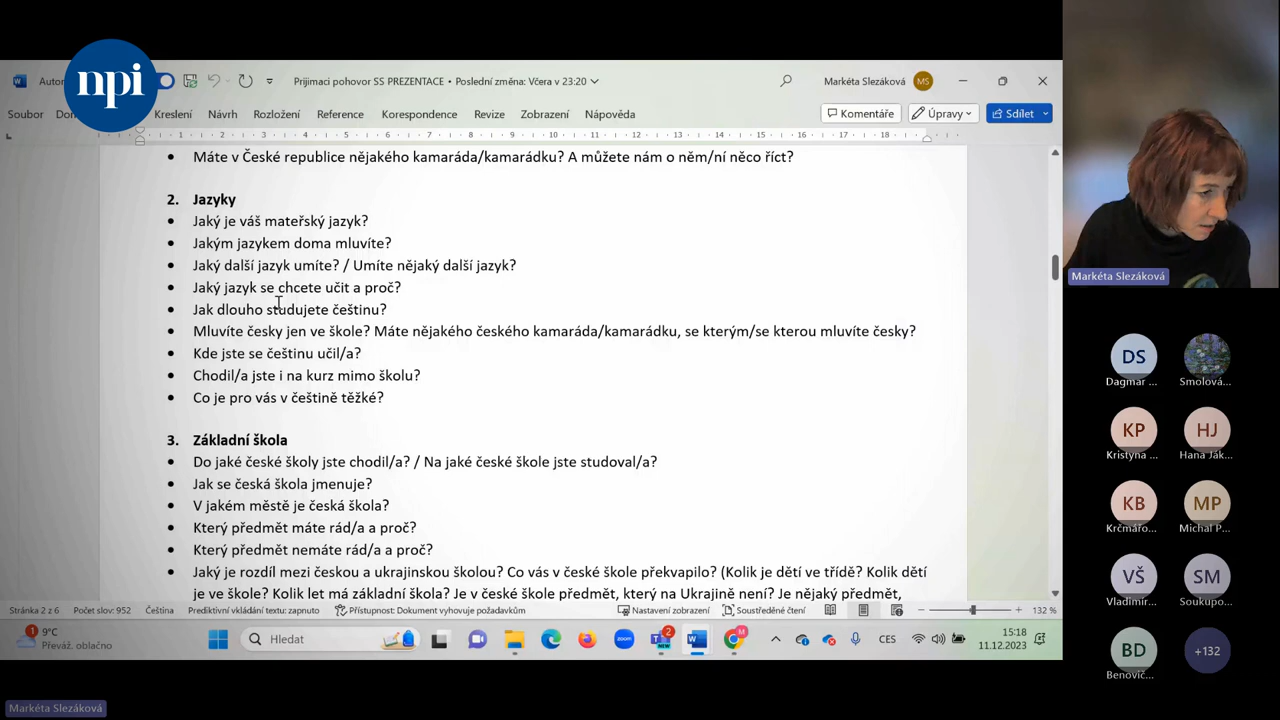 npi
Prijimaci pohovor SS PREZENTACE • Poslední změna: Včera v 23:20
Markéta Slezáková
MS
Soubor
Kreslení
Návrh
Rozložení
Reference
Korespondence
Revize
Zobrazení
Nápověda
Komentáře
Úpravy
Sdílet
• Máte v České republice nějakého kamaráda/kamarádku? A můžete nám o něm/ní něco říct?
2. Jazyky
• Jaký je váš mateřský jazyk?
• Jakým jazykem doma mluvíte?
• Jaký další jazyk umíte? / Umíte nějaký další jazyk?
• Jaký jazyk se chcete učit a proč?
• Jak dlouho studujete češtinu?
• Mluvíte česky jen ve škole? Máte nějakého českého kamaráda/kamarádku, se kterým/se kterou mluvíte česky?
• Kde jste se češtinu učil/a?
• Chodil/a jste i na kurz mimo školu?
• Co je pro vás v češtině těžké?
3. Základní škola
• Do jaké české školy jste chodil/a? / Na jaké české škole jste studoval/a?
• Jak se česká škola jmenuje?
• V jakém městě je česká škola?
• Který předmět máte rád/a a proč?
• Který předmět nemáte rád/a a proč?
• Jaký je rozdíl mezi českou a ukrajinskou školou? Co vás v české škole překvapilo? (Kolik je dětí ve třídě? Kolik dětí
je ve škole? Kolik let má základní škola? Je v české škole předmět, který na Ukrajině není? Je nějaký předmět,
Stránka 2 z 6
Počet slov: 952
Čeština
Prediktivní vkládání textu: zapnuto
Přístupnost: Dokument vyhovuje požadavkům
Nastavení zobrazení
Soustředěné čtení
132 %
1
9°C
Převáž. oblačno
Hledat
2
NEW
zoom
M
CES
15:18
11.12.2023
Markéta Slezáková
DS
Dagmar ...
Smolová...
KP
Kristyna ...
HJ
Hana Ják...
KB
Krčmářo...
MP
Michal P...
VŠ
Vladimír...
SM
Soukupo...
BD
Benovič...
+132
Markéta Slezáková